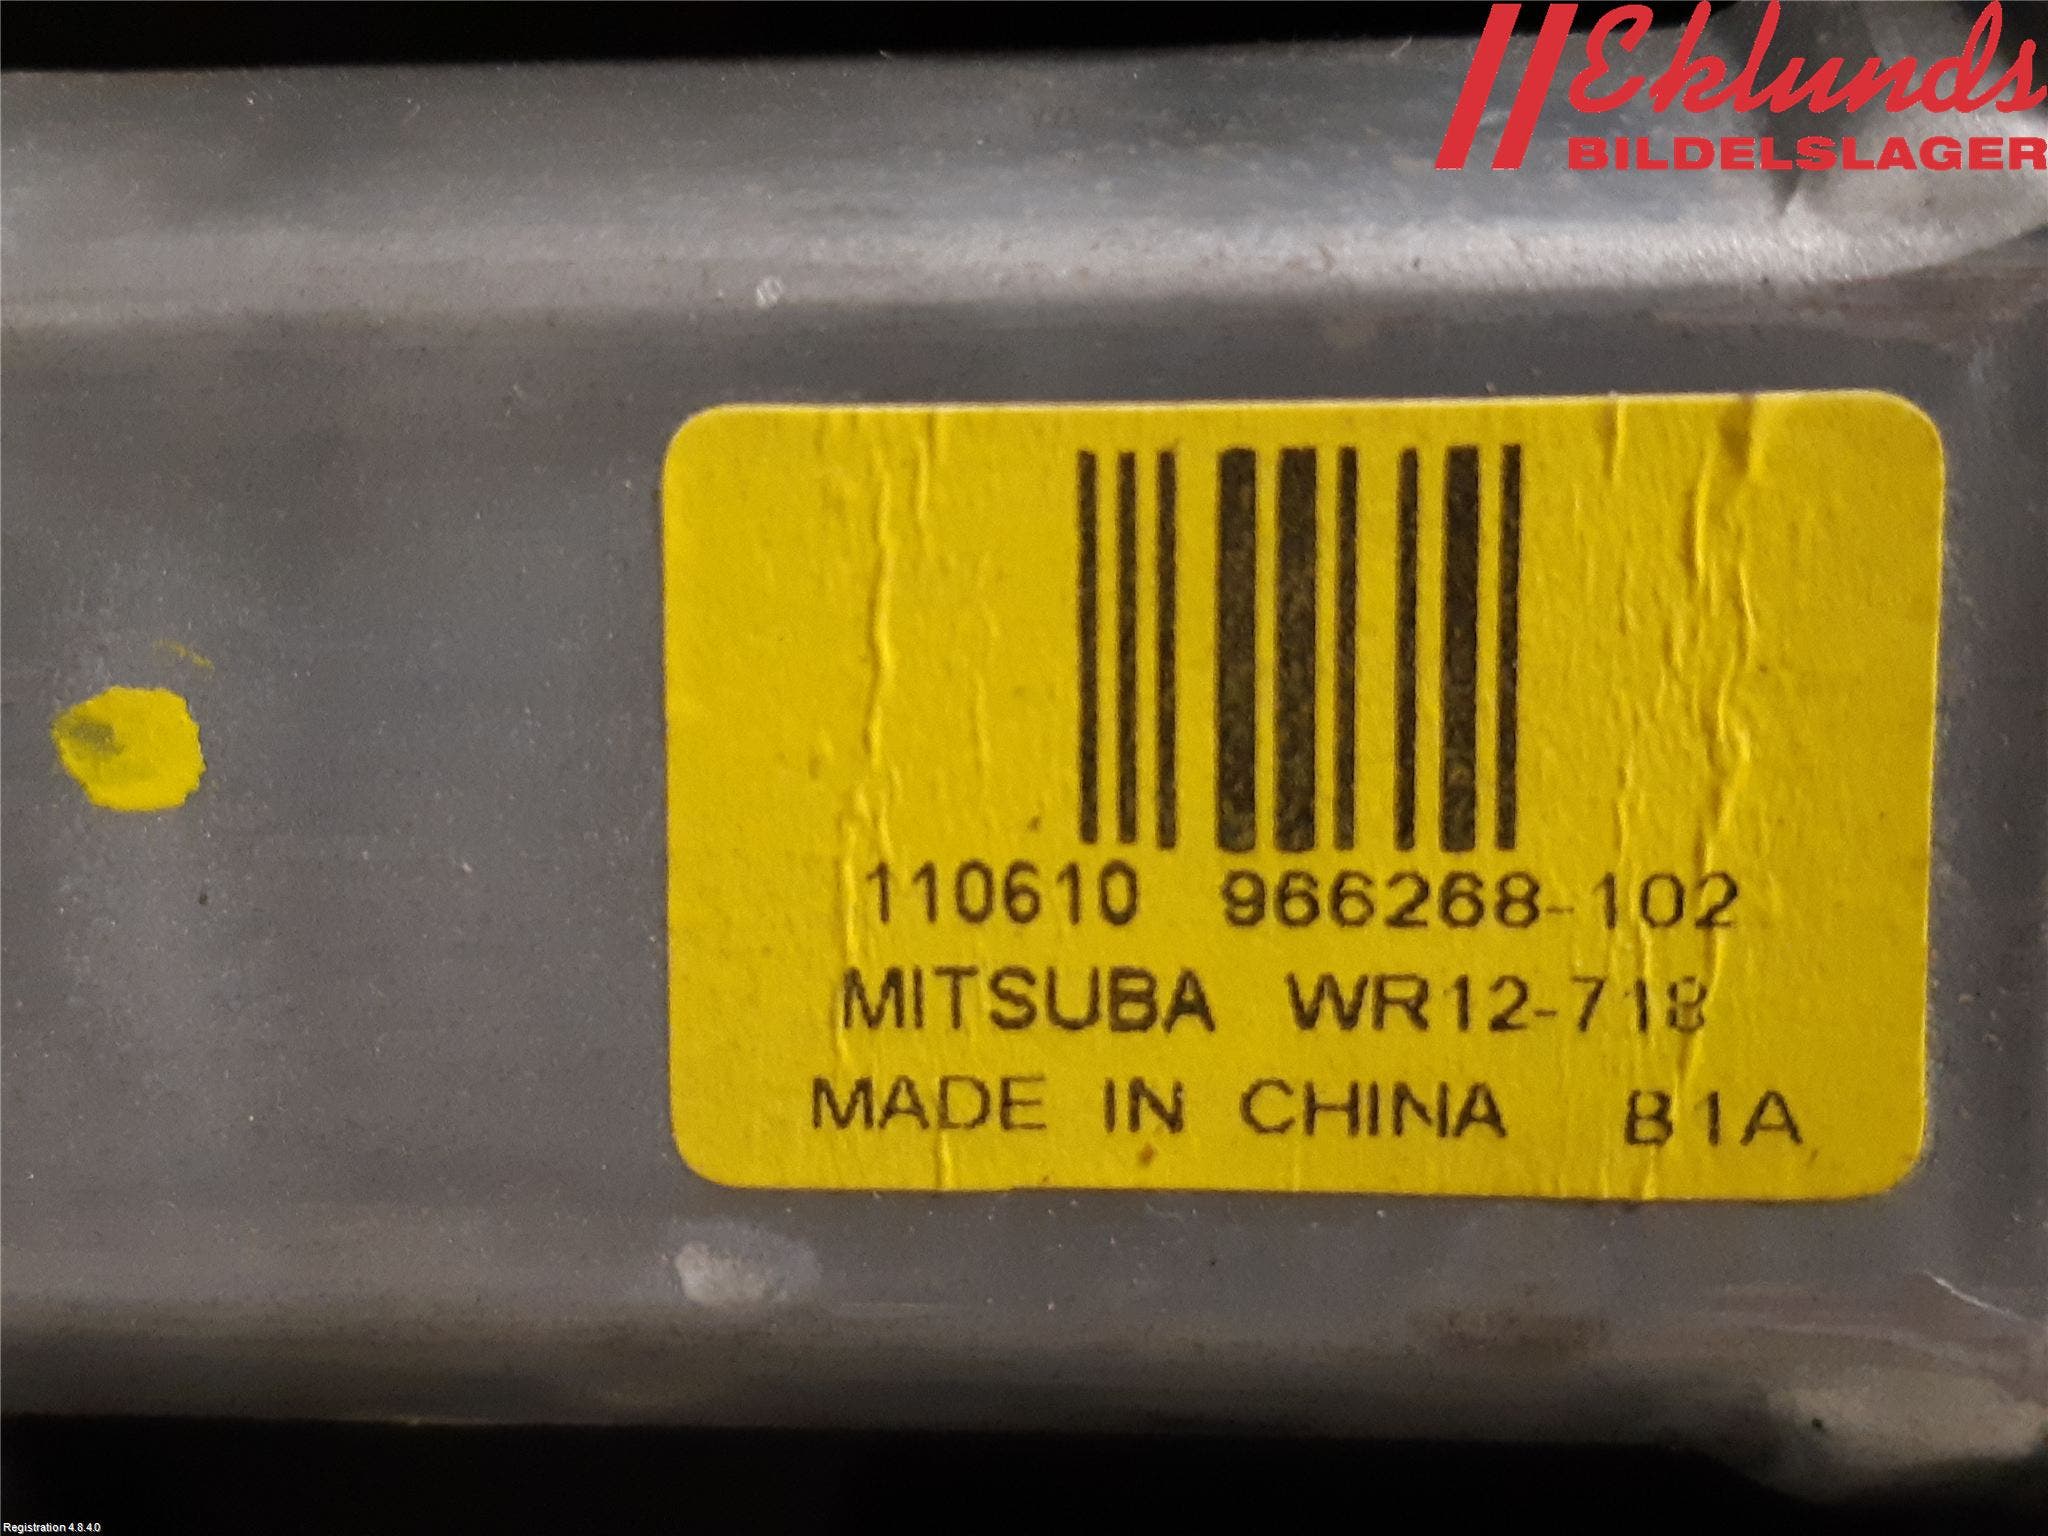 Eklunds
BILDELSLAGER
110610 966268-102
MITSUBA WR12-718
MADE IN CHINA B1A
Registration 4.8.4.0